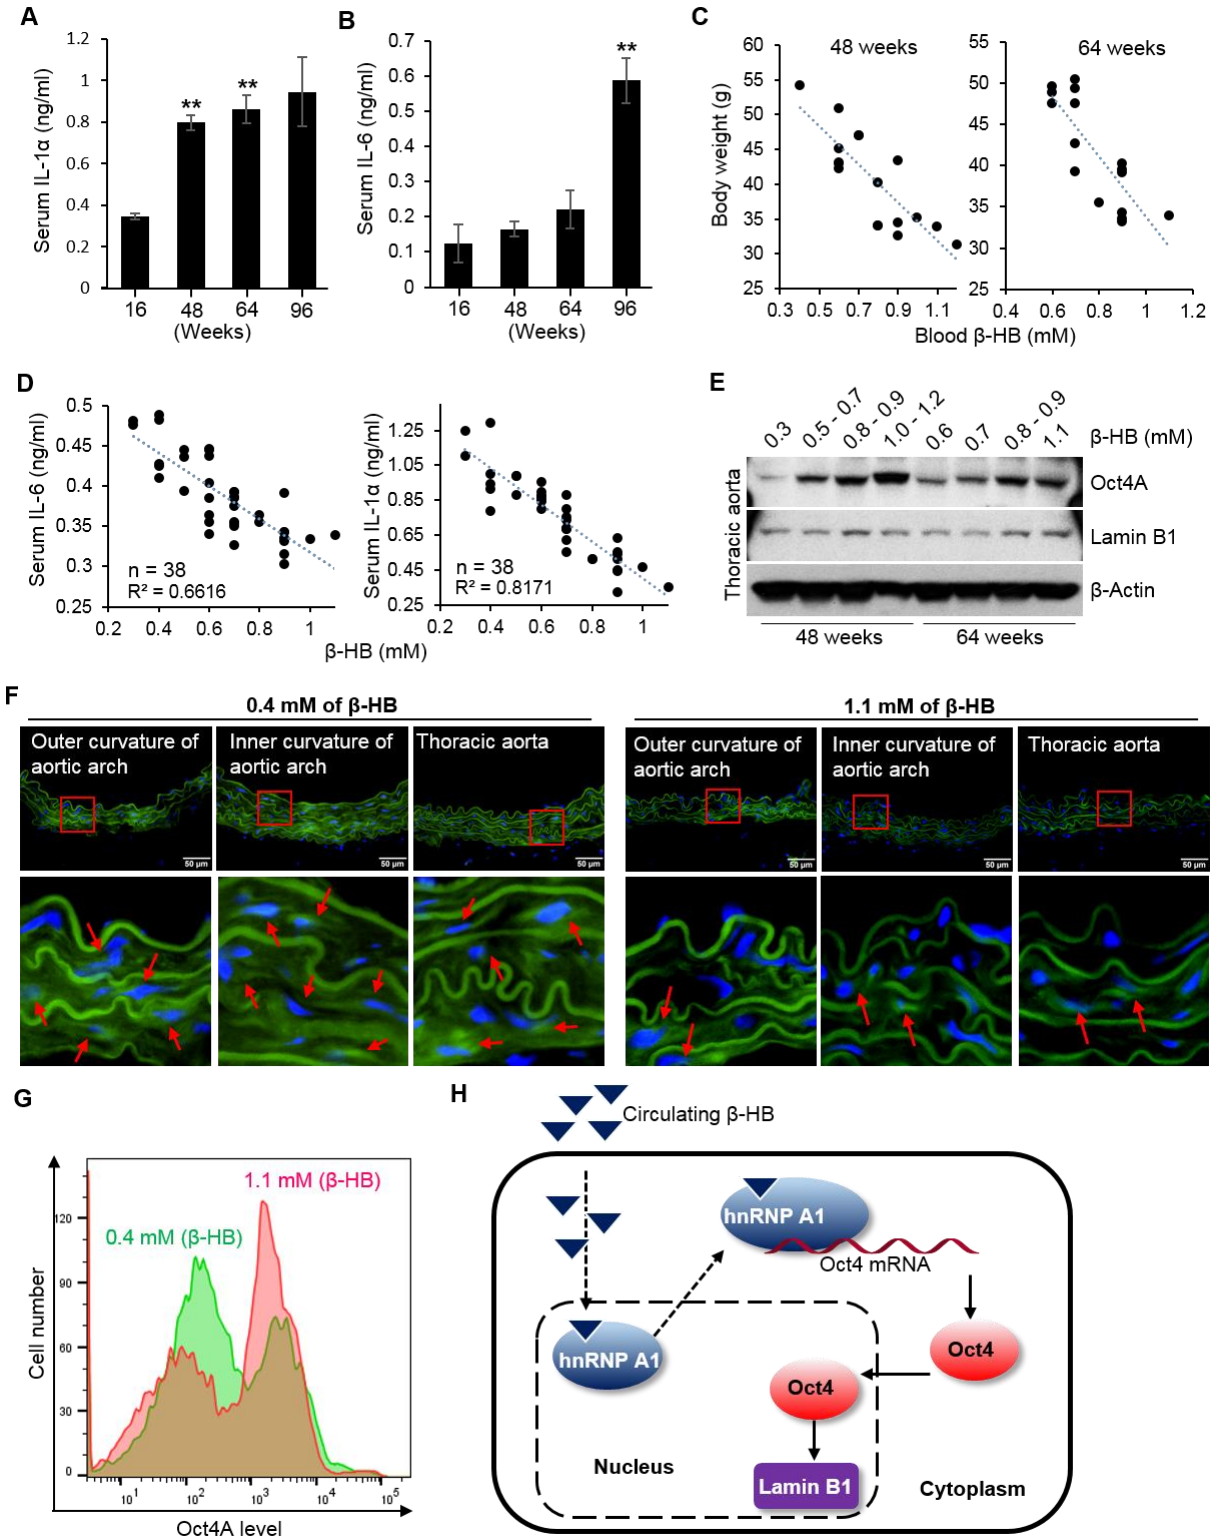 A
1.2
1
0.8
0.6
0.4
0.2
0
Serum IL-1α (ng/ml)
**
**
16 48 64 96
(Weeks)
B
0.7
0.6
0.5
0.4
0.3
0.2
0.1
0
Serum IL-6 (ng/ml)
**
16 48 64 96
(Weeks)
C
48 weeks
60
55
50
45
40
35
30
25
Body weight (g)
0.3 0.5 0.7 0.9 1.1
64 weeks
55
50
45
40
35
30
25
0.4 0.6 0.8 1 1.2
Blood β-HB (mM)
D
0.5
0.45
0.4
0.35
0.3
0.25
Serum IL-6 (ng/ml)
n = 38
R² = 0.6616
0.2 0.4 0.6 0.8 1
1.25
1.05
0.85
0.65
0.45
0.25
Serum IL-1α (ng/ml)
n = 38
R² = 0.8171
0.2 0.4 0.6 0.8 1
β-HB (mM)
E
0.3 0.5 - 0.7 0.8 - 0.9 1.0 - 1.2 0.6 0.7 0.8 - 0.9 1.1 β-HB (mM)
Thoracic aorta
Oct4A
Lamin B1
β-Actin
48 weeks 64 weeks
F
0.4 mM of β-HB
1.1 mM of β-HB
Outer curvature of
aortic arch
Inner curvature of
aortic arch
Thoracic aorta
Outer curvature of
aortic arch
Inner curvature of
aortic arch
Thoracic aorta
50 µm
50 µm
50 µm
50 µm
50 µm
50 µm
G
1.1 mM (β-HB)
0.4 mM (β-HB)
120
90
60
30
0
Cell number
10¹ 10² 10³ 10⁴ 10⁵
Oct4A level
H
Circulating β-HB
hnRNP A1
Oct4 mRNA
hnRNP A1
Oct4
Oct4
Nucleus
Lamin B1
Cytoplasm